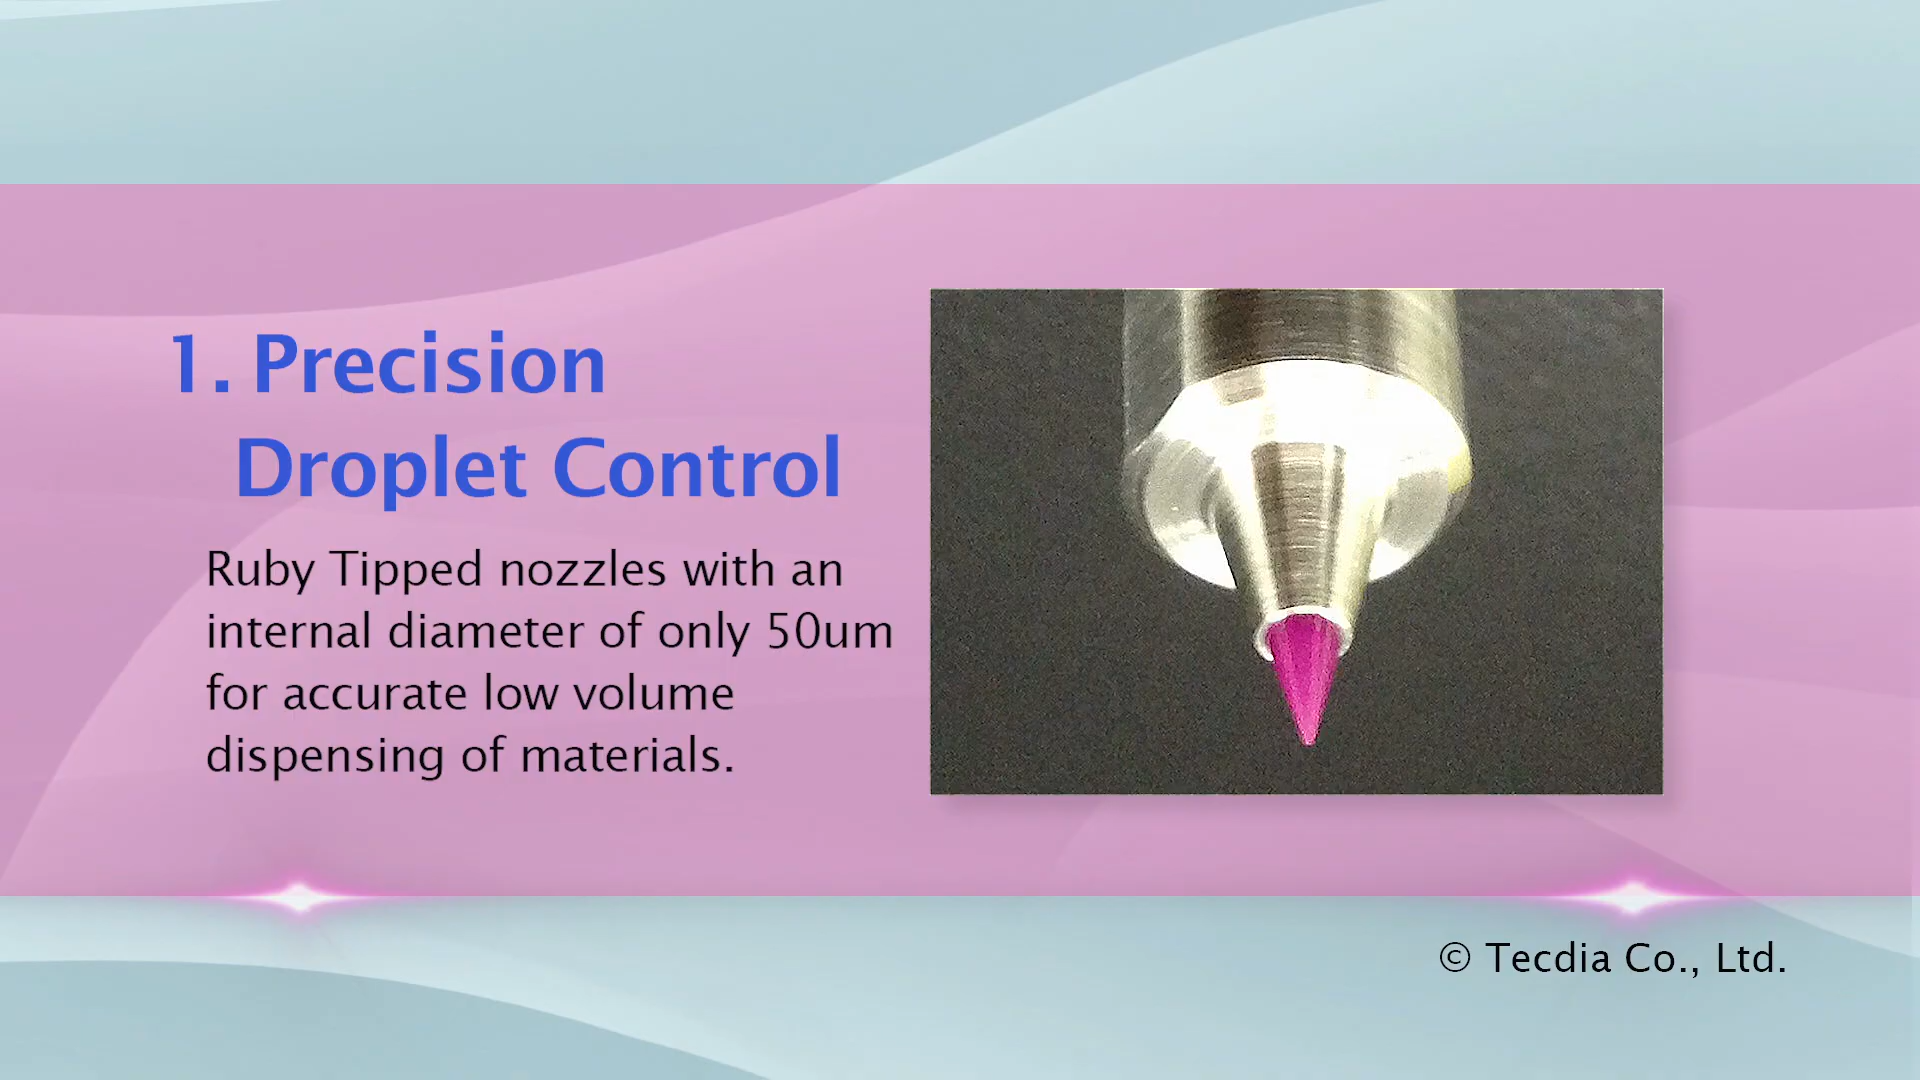 1. Precision
Droplet Control
Ruby Tipped nozzles with an
internal diameter of only 50um
for accurate low volume
dispensing of materials.
© Tecdia Co., Ltd.